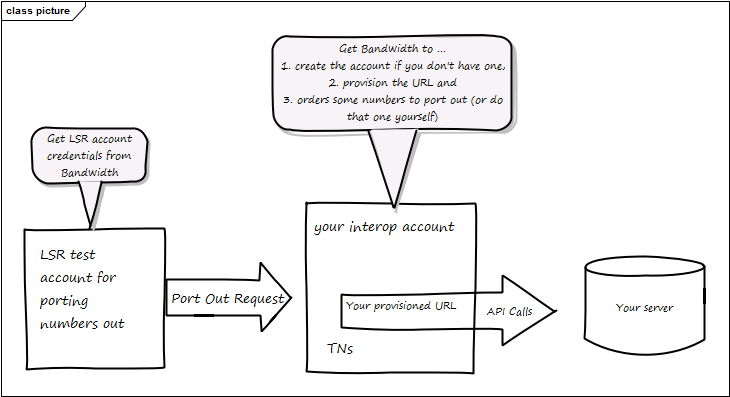 class picture
Get Bandwidth to ...
1. create the account if you don't have one,
2. provision the URL and
3. orders some numbers to port out (or do
that one yourself)
Get LSR account
credentials from
Bandwidth
LSR test
account for
porting
numbers out
Port Out Request
your interop account
Your provisioned URL
TNs
API Calls
Your server